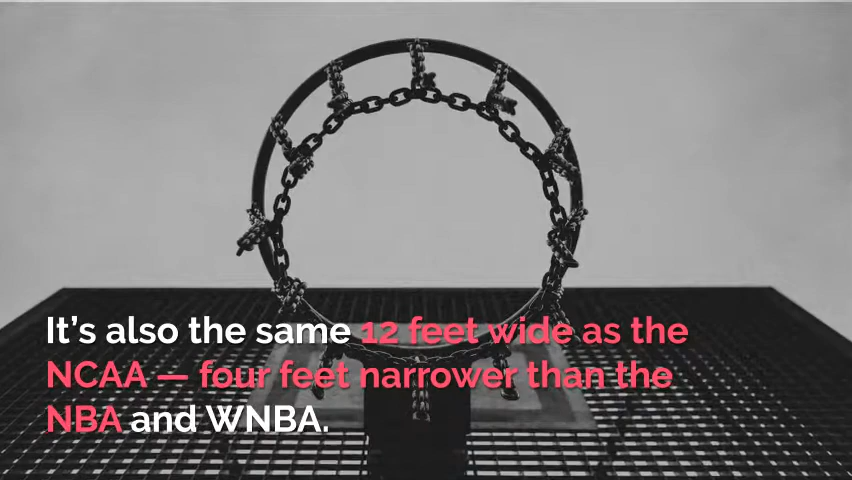 It’s also the same 12 feet wide as the
NCAA — four feet narrower than the
NBA and WNBA.